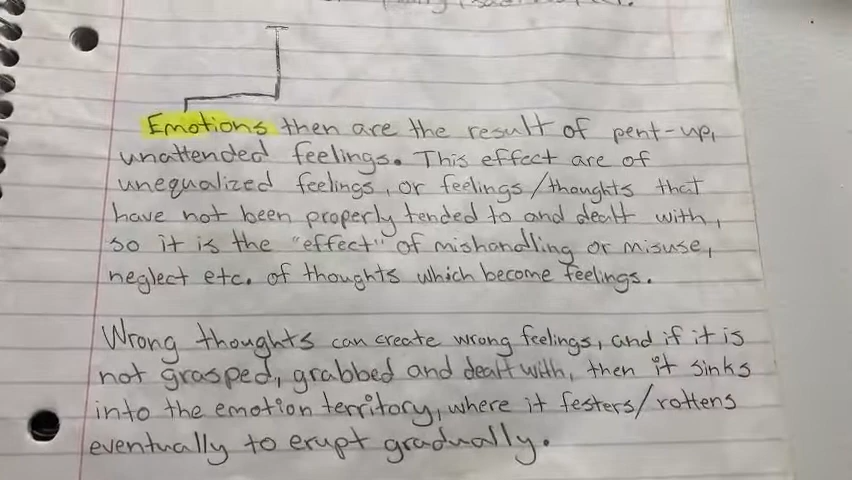 Emotions then are the result of pent-up,
unattended feelings. This effect are of
unequalized feelings, or feelings/thoughts that
have not been properly tended to and dealt with,
so it is the "effect" of mishandling or misuse,
neglect etc. of thoughts which become feelings.
Wrong thoughts can create wrong feelings, and if it is
not grasped, grabbed and dealt with, then it sinks
into the emotion territory, where it festers/rottens
eventually to erupt gradually.